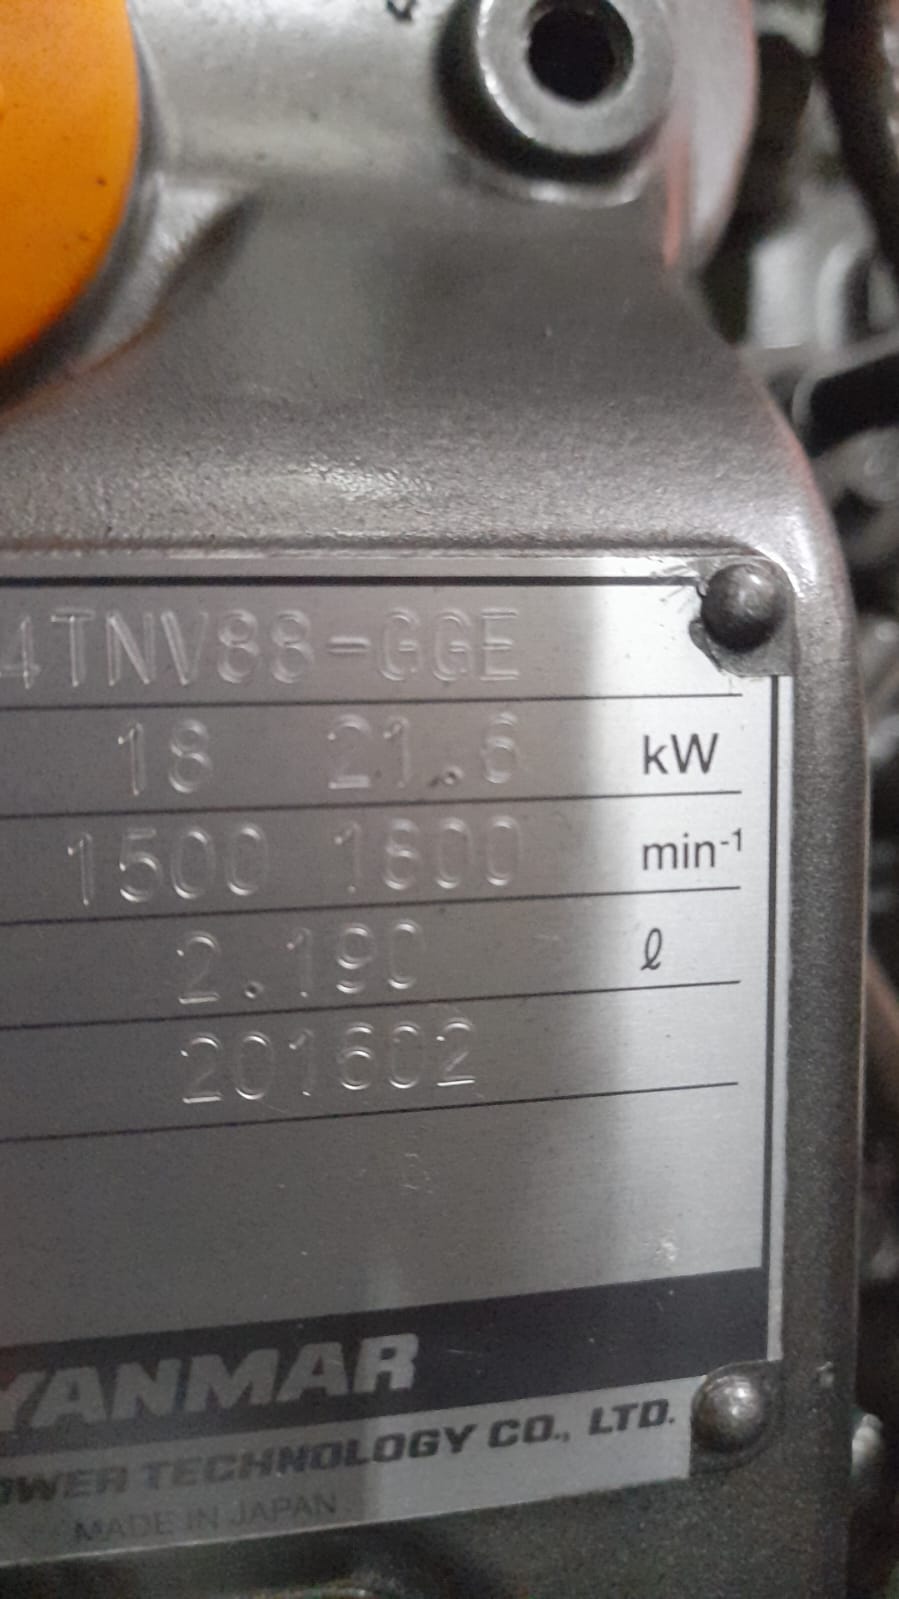 4TNV88-GGE
18 21.6 kW
1500 1800 min-1
2.190 ℓ
201602
YANMAR
POWER TECHNOLOGY CO., LTD.
MADE IN JAPAN